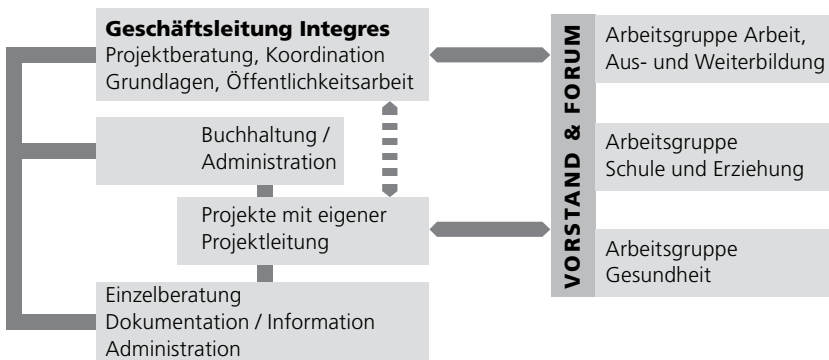 Geschäftsleitung Integres
Projektberatung, Koordination
Grundlagen, Öffentlichkeitsarbeit
Buchhaltung /
Administration
Projekte mit eigener
Projektleitung
Einzelberatung
Dokumentation / Information
Administration
VORSTAND & FORUM
Arbeitsgruppe Arbeit,
Aus- und Weiterbildung
Arbeitsgruppe
Schule und Erziehung
Arbeitsgruppe
Gesundheit